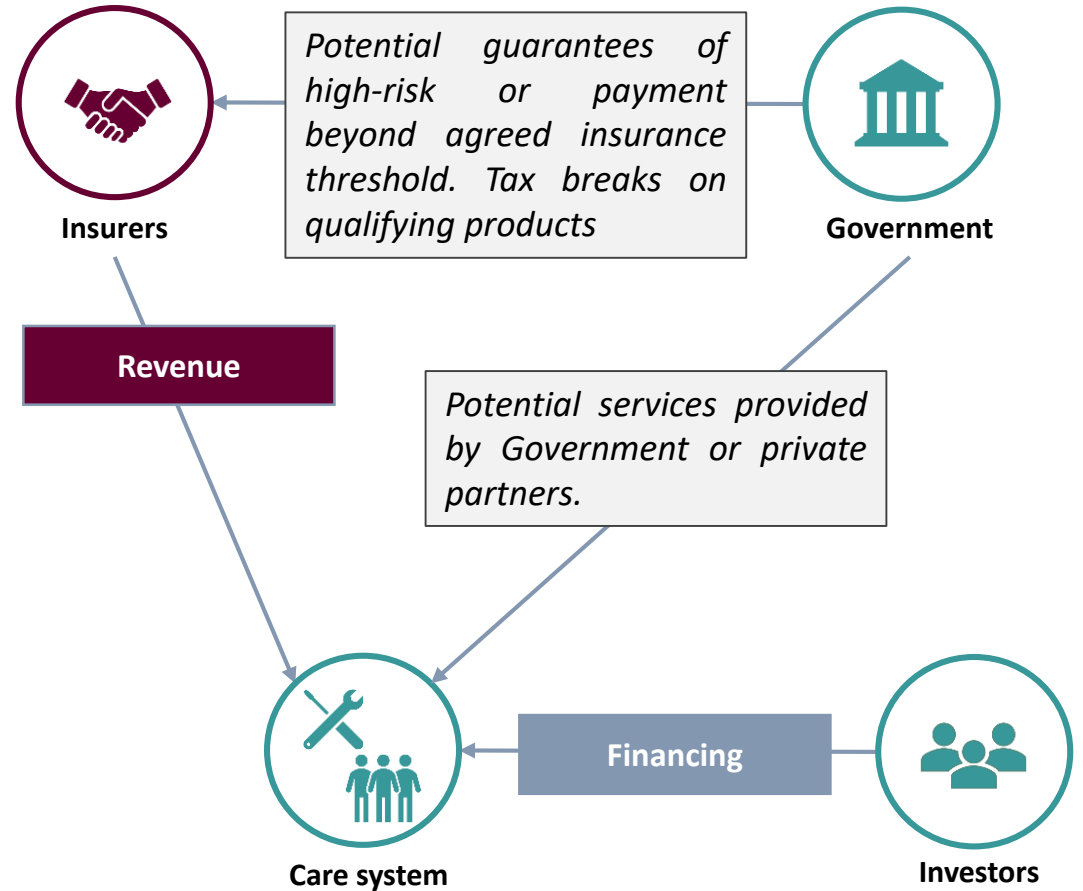 Potential guarantees of
high-risk or payment
beyond agreed insurance
threshold. Tax breaks on
qualifying products
Insurers
Government
Revenue
Potential services provided
by Government or private
partners.
Financing
Care system
Investors